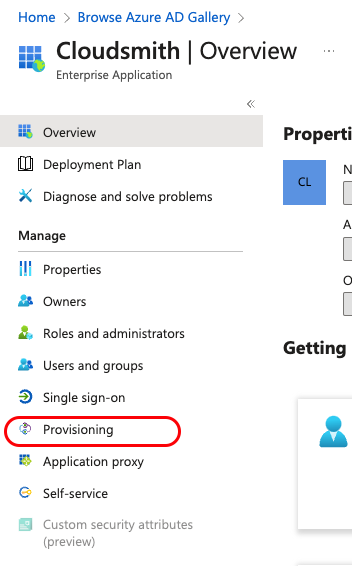 Home > Browse Azure AD Gallery >
Cloudsmith | Overview ...
Enterprise Application
«
Overview
Deployment Plan
Diagnose and solve problems
Manage
Properties
Owners
Roles and administrators
Users and groups
Single sign-on
Provisioning
Application proxy
Self-service
Custom security attributes
(preview)
Properti
CL
N
A
O
Getting